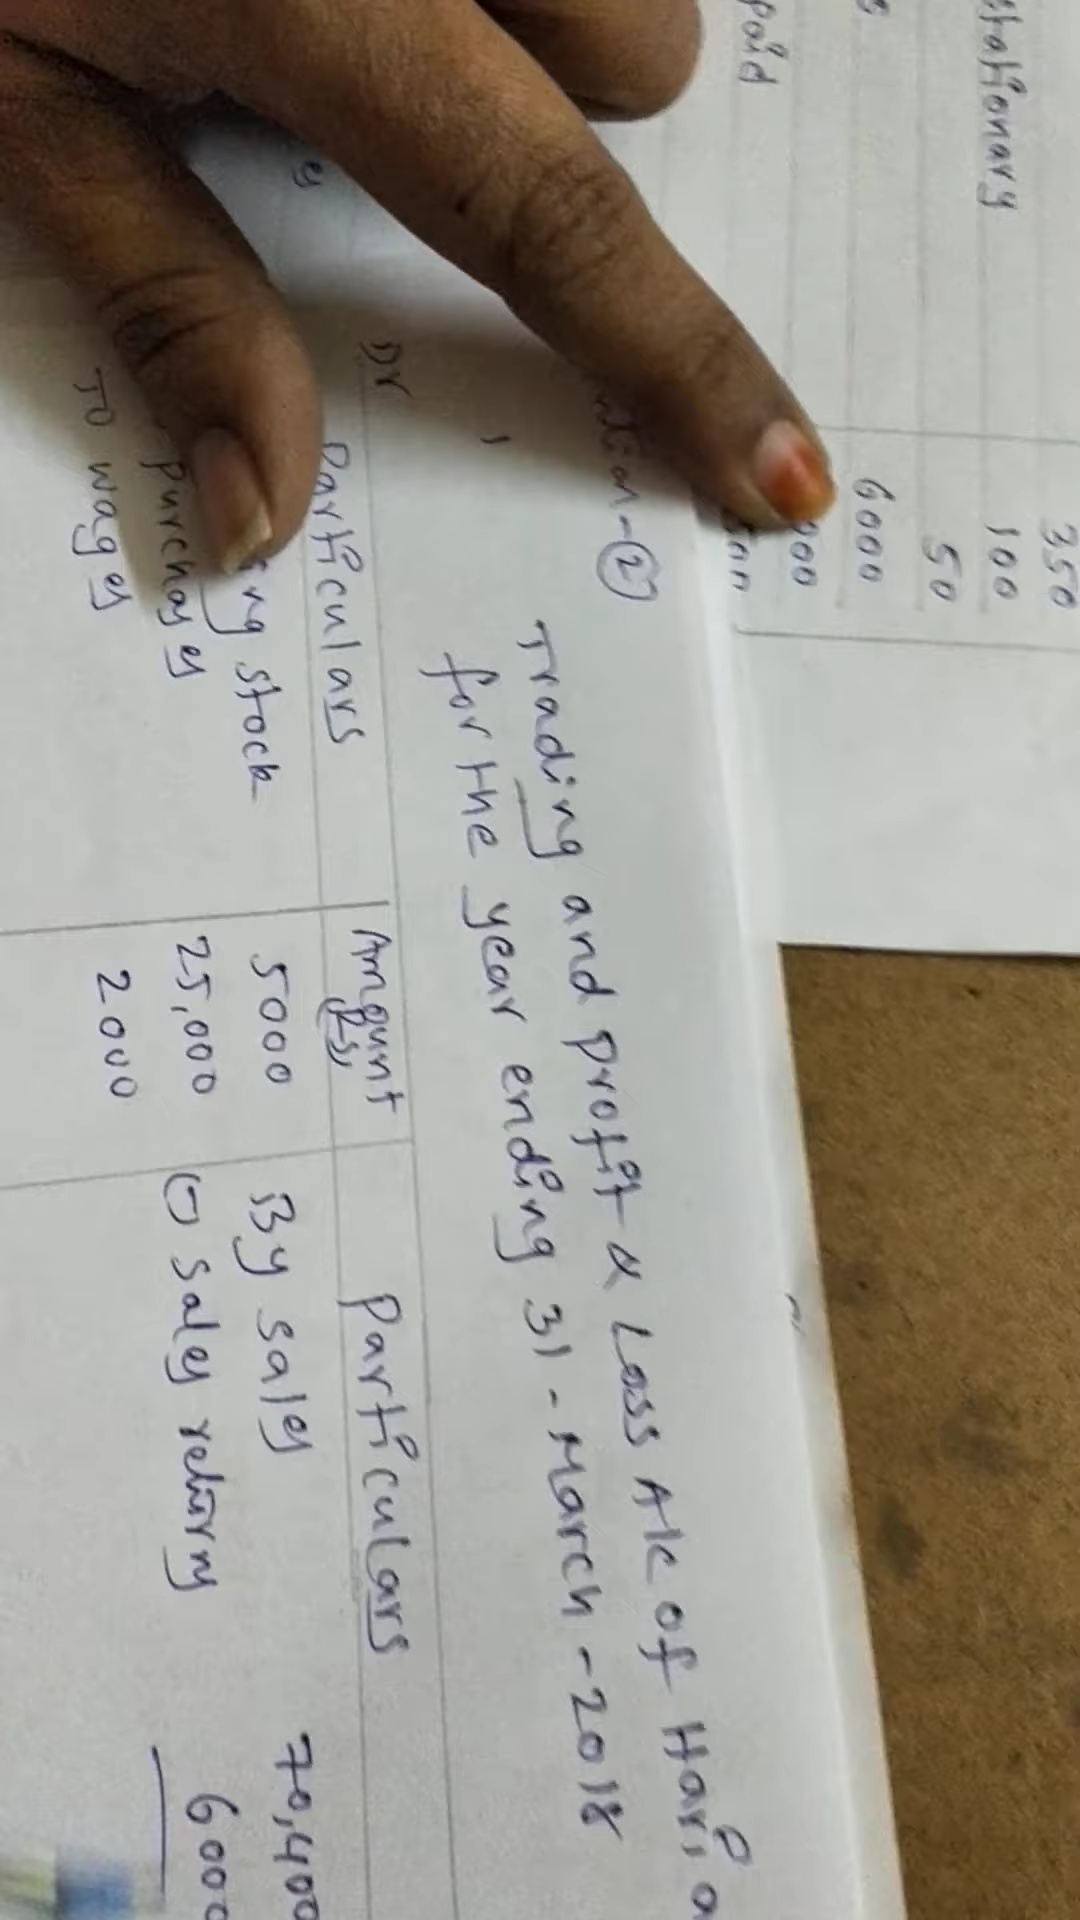 stationary
350
100
50
6000
paid
②
Trading and profit & Loss A/c of Hari
for the year ending 31-March-2018
Dr
Particulars Amount (Rs) Particulars
stock 5000 By sales 70,400
purchases 25,000 (-) sales returns 6000
To wages 2000